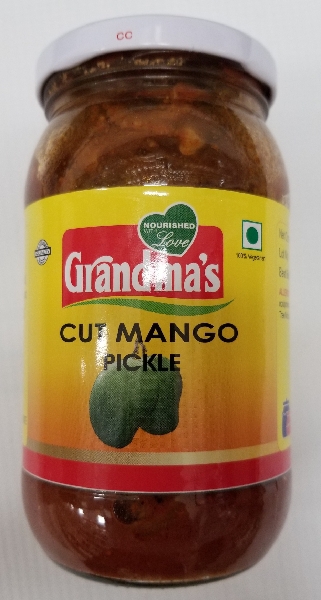 CC
NOURISHED
WITH
Love
Grandma's
100% Vegetarian
CUT MANGO
PICKLE